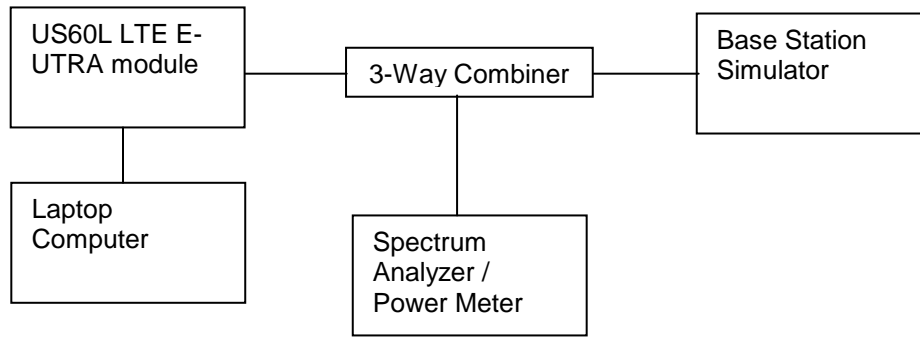 US60L LTE E-
UTRA module
3-Way Combiner
Base Station
Simulator
Laptop
Computer
Spectrum
Analyzer /
Power Meter